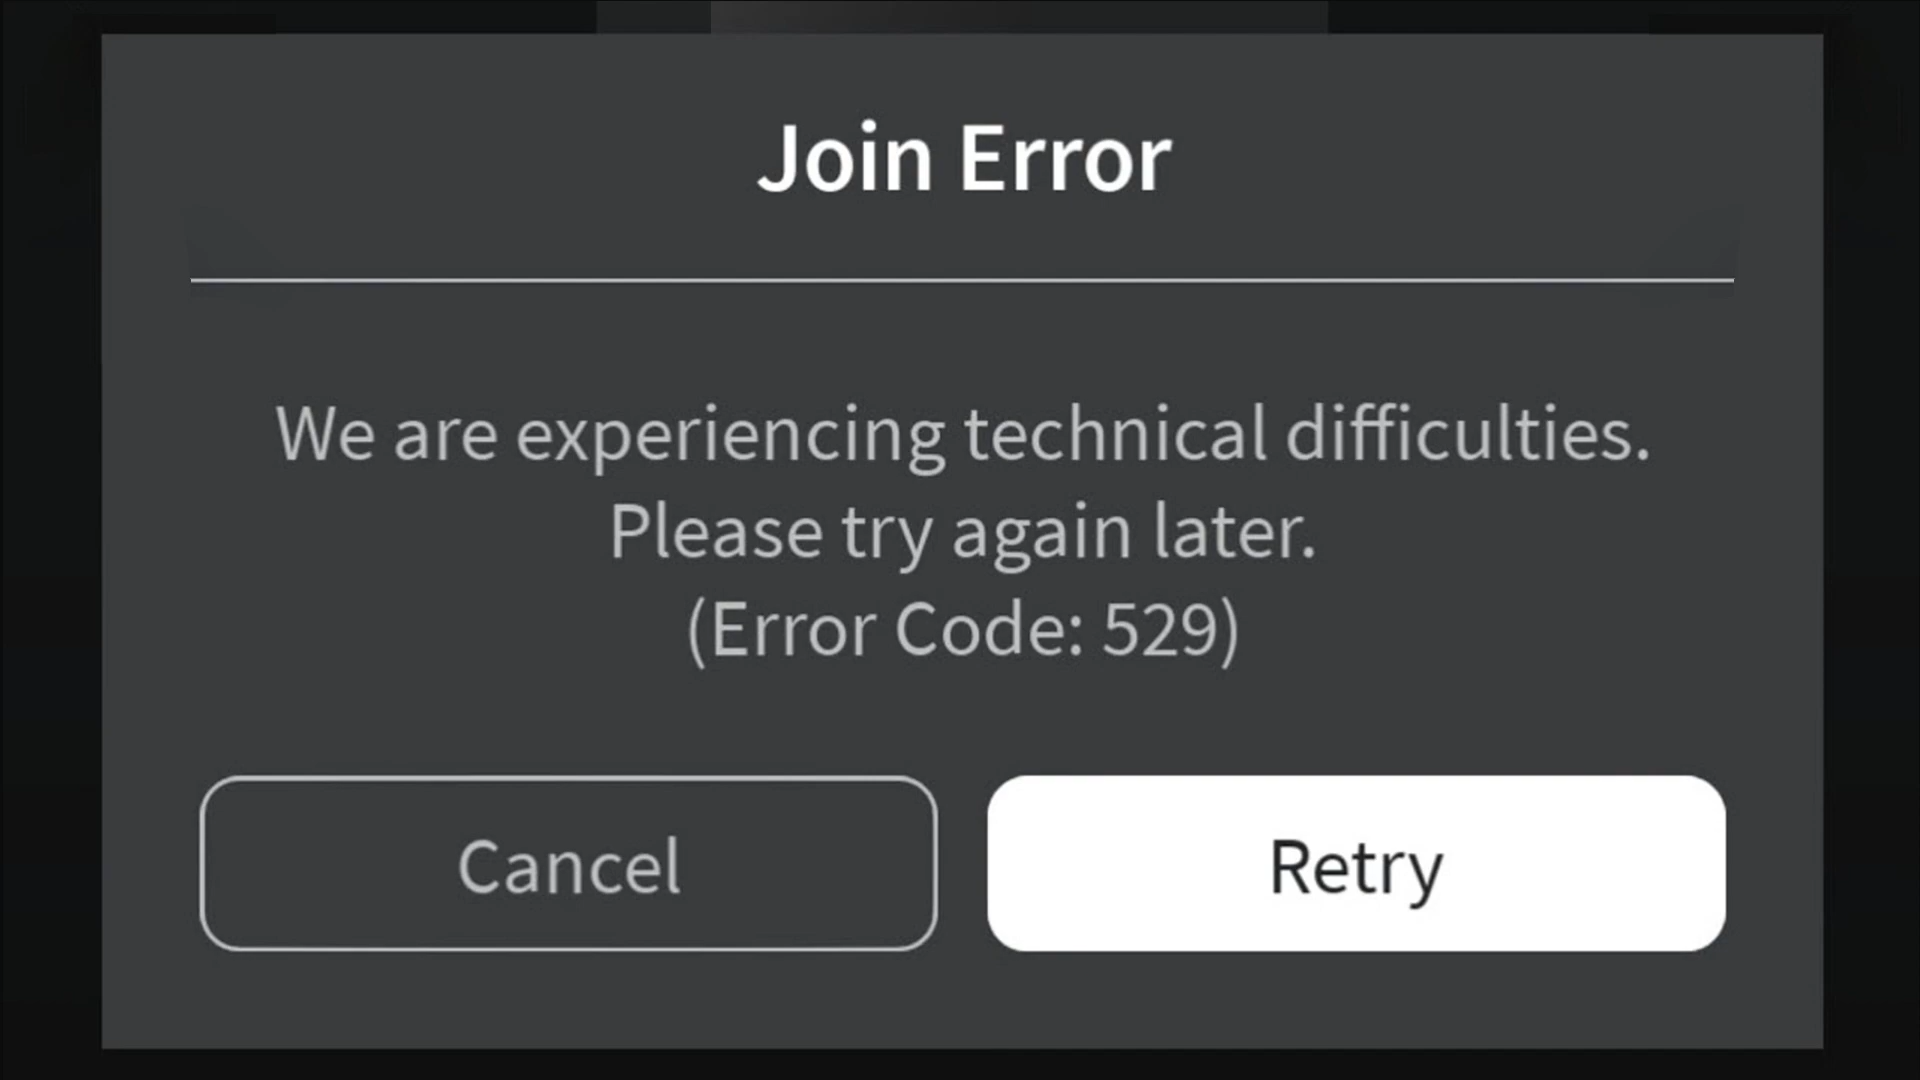 Join Error
We are experiencing technical difficulties.
Please try again later.
(Error Code: 529)
Cancel
Retry